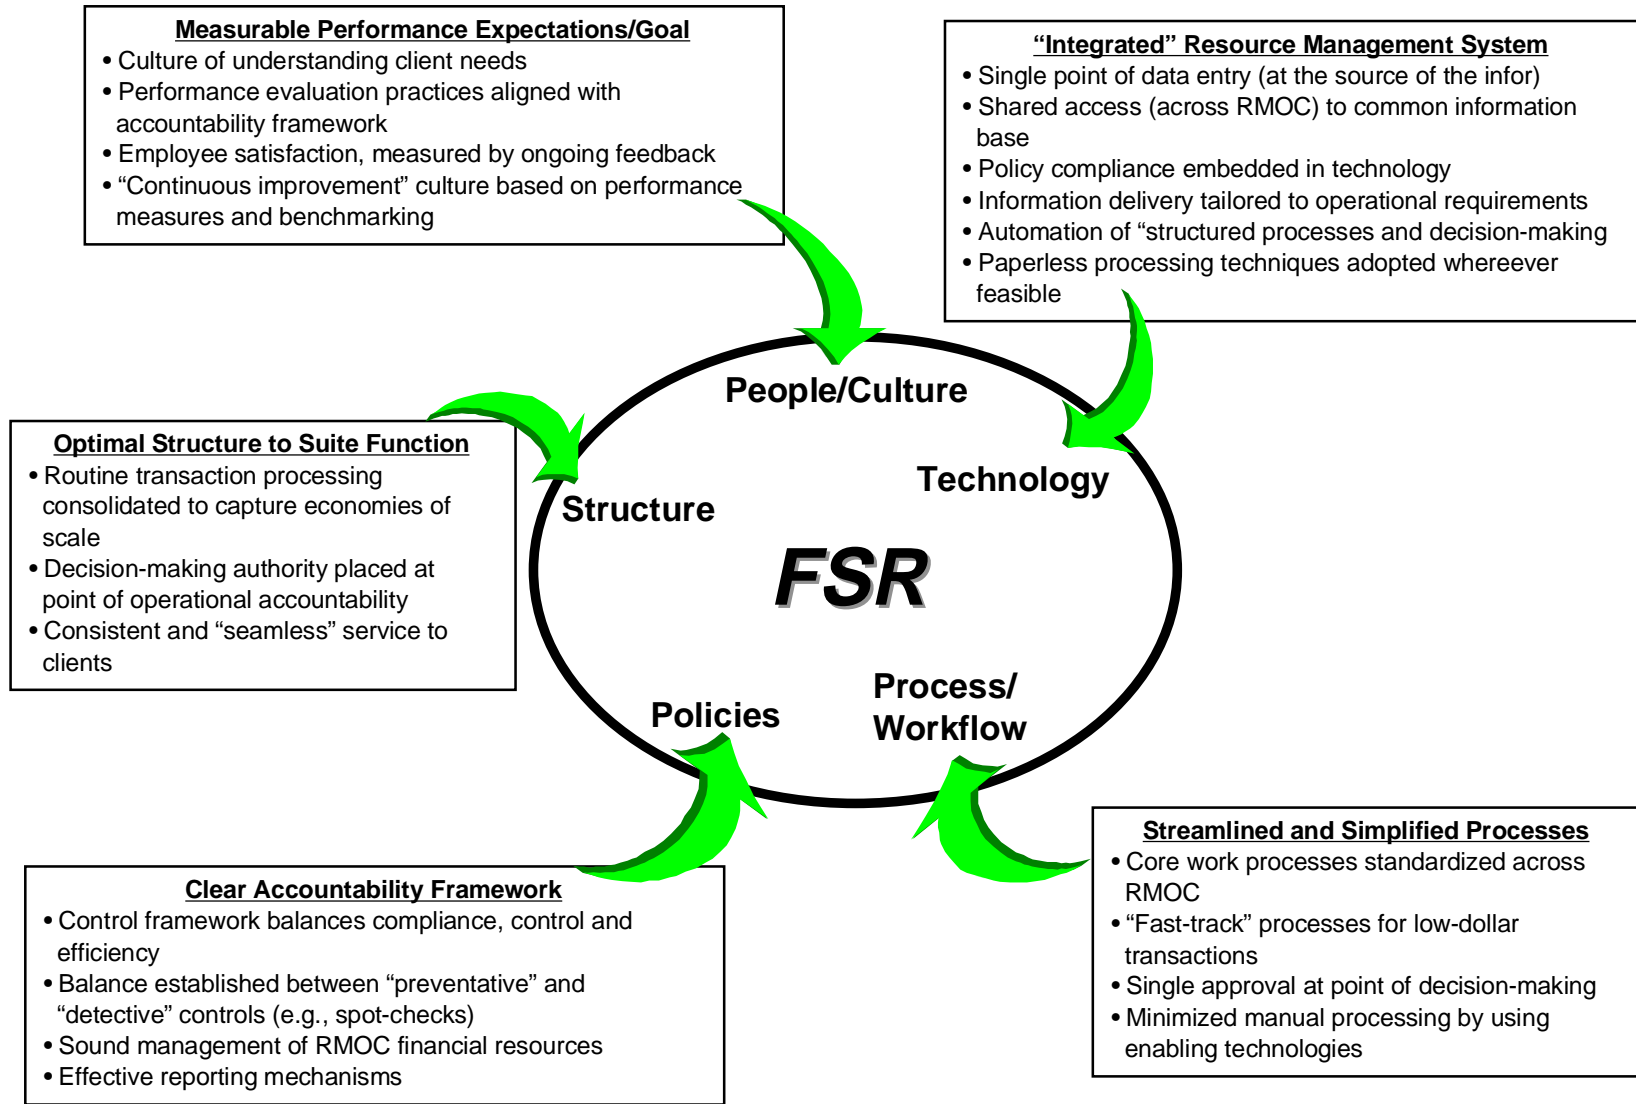 Measurable Performance Expectations/Goal
• Culture of understanding client needs
• Performance evaluation practices aligned with
accountability framework
• Employee satisfaction, measured by ongoing feedback
• “Continuous improvement” culture based on performance
measures and benchmarking
“Integrated” Resource Management System
• Single point of data entry (at the source of the infor)
• Shared access (across RMOC) to common information
base
• Policy compliance embedded in technology
• Information delivery tailored to operational requirements
• Automation of “structured processes and decision-making
• Paperless processing techniques adopted whereever
feasible
People/Culture
Technology
Structure
FSR
Process/
Workflow
Policies
Optimal Structure to Suite Function
• Routine transaction processing
consolidated to capture economies of
scale
• Decision-making authority placed at
point of operational accountability
• Consistent and “seamless” service to
clients
Clear Accountability Framework
• Control framework balances compliance, control and
efficiency
• Balance established between “preventative” and
“detective” controls (e.g., spot-checks)
• Sound management of RMOC financial resources
• Effective reporting mechanisms
Streamlined and Simplified Processes
• Core work processes standardized across
RMOC
• “Fast-track” processes for low-dollar
transactions
• Single approval at point of decision-making
• Minimized manual processing by using
enabling technologies